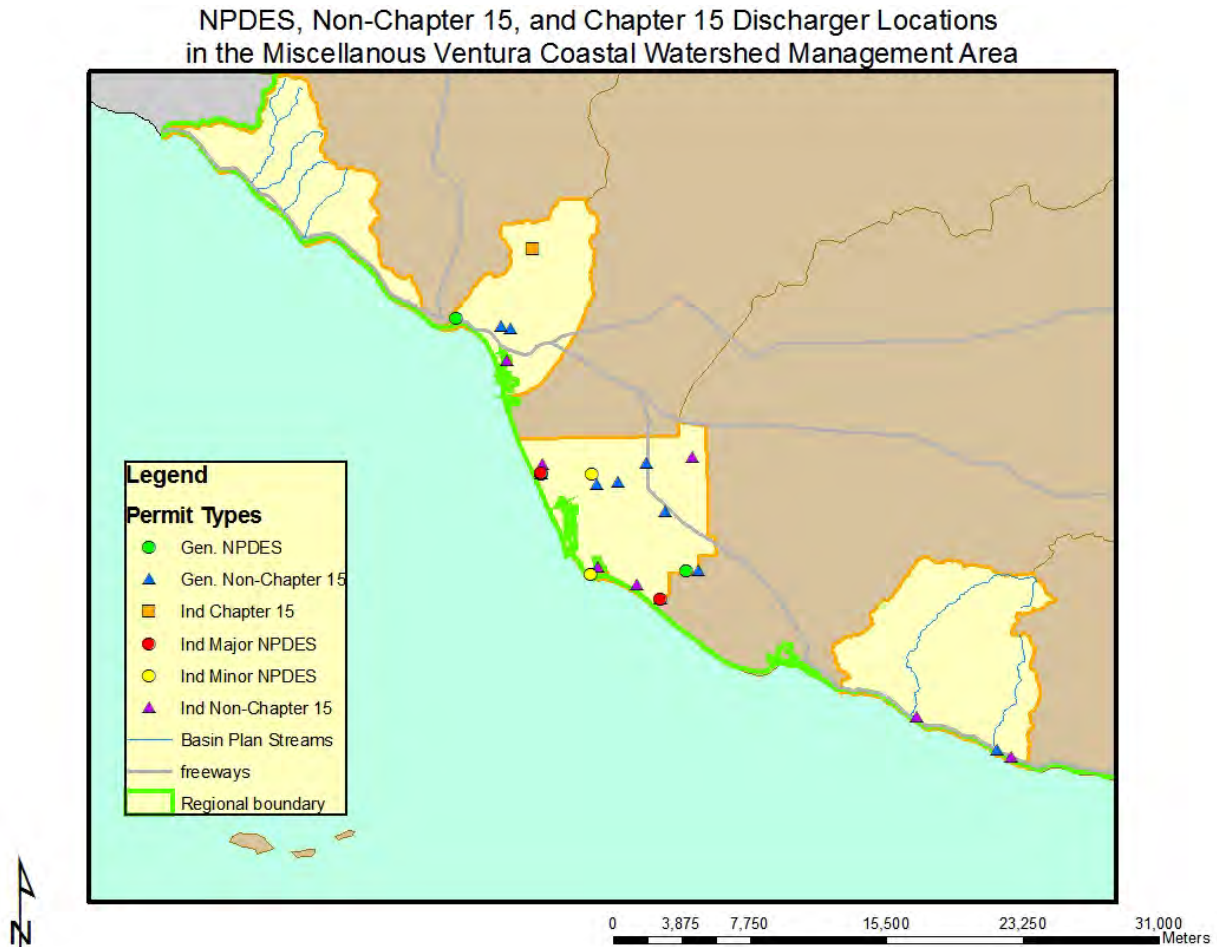 NPDES, Non-Chapter 15, and Chapter 15 Discharger Locations
in the Miscellanous Ventura Coastal Watershed Management Area
Legend
Permit Types
Gen. NPDES
Gen. Non-Chapter 15
Ind Chapter 15
Ind Major NPDES
Ind Minor NPDES
Ind Non-Chapter 15
Basin Plan Streams
freeways
Regional boundary
N
0 3,875 7,750 15,500 23,250 31,000
Meters